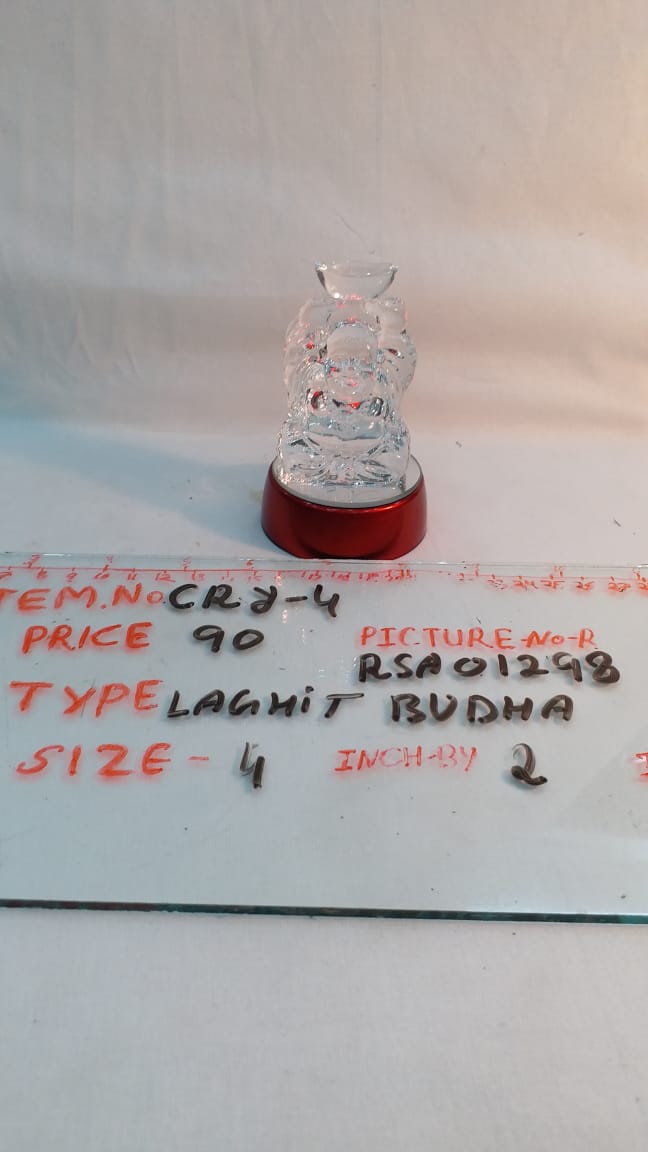 TEM.No.CRY-4
PRICE 90 PICTURE-No-R
RSA01298
TYPE LAGHIT BUDHA
SIZE - 4 INCH-BY 2